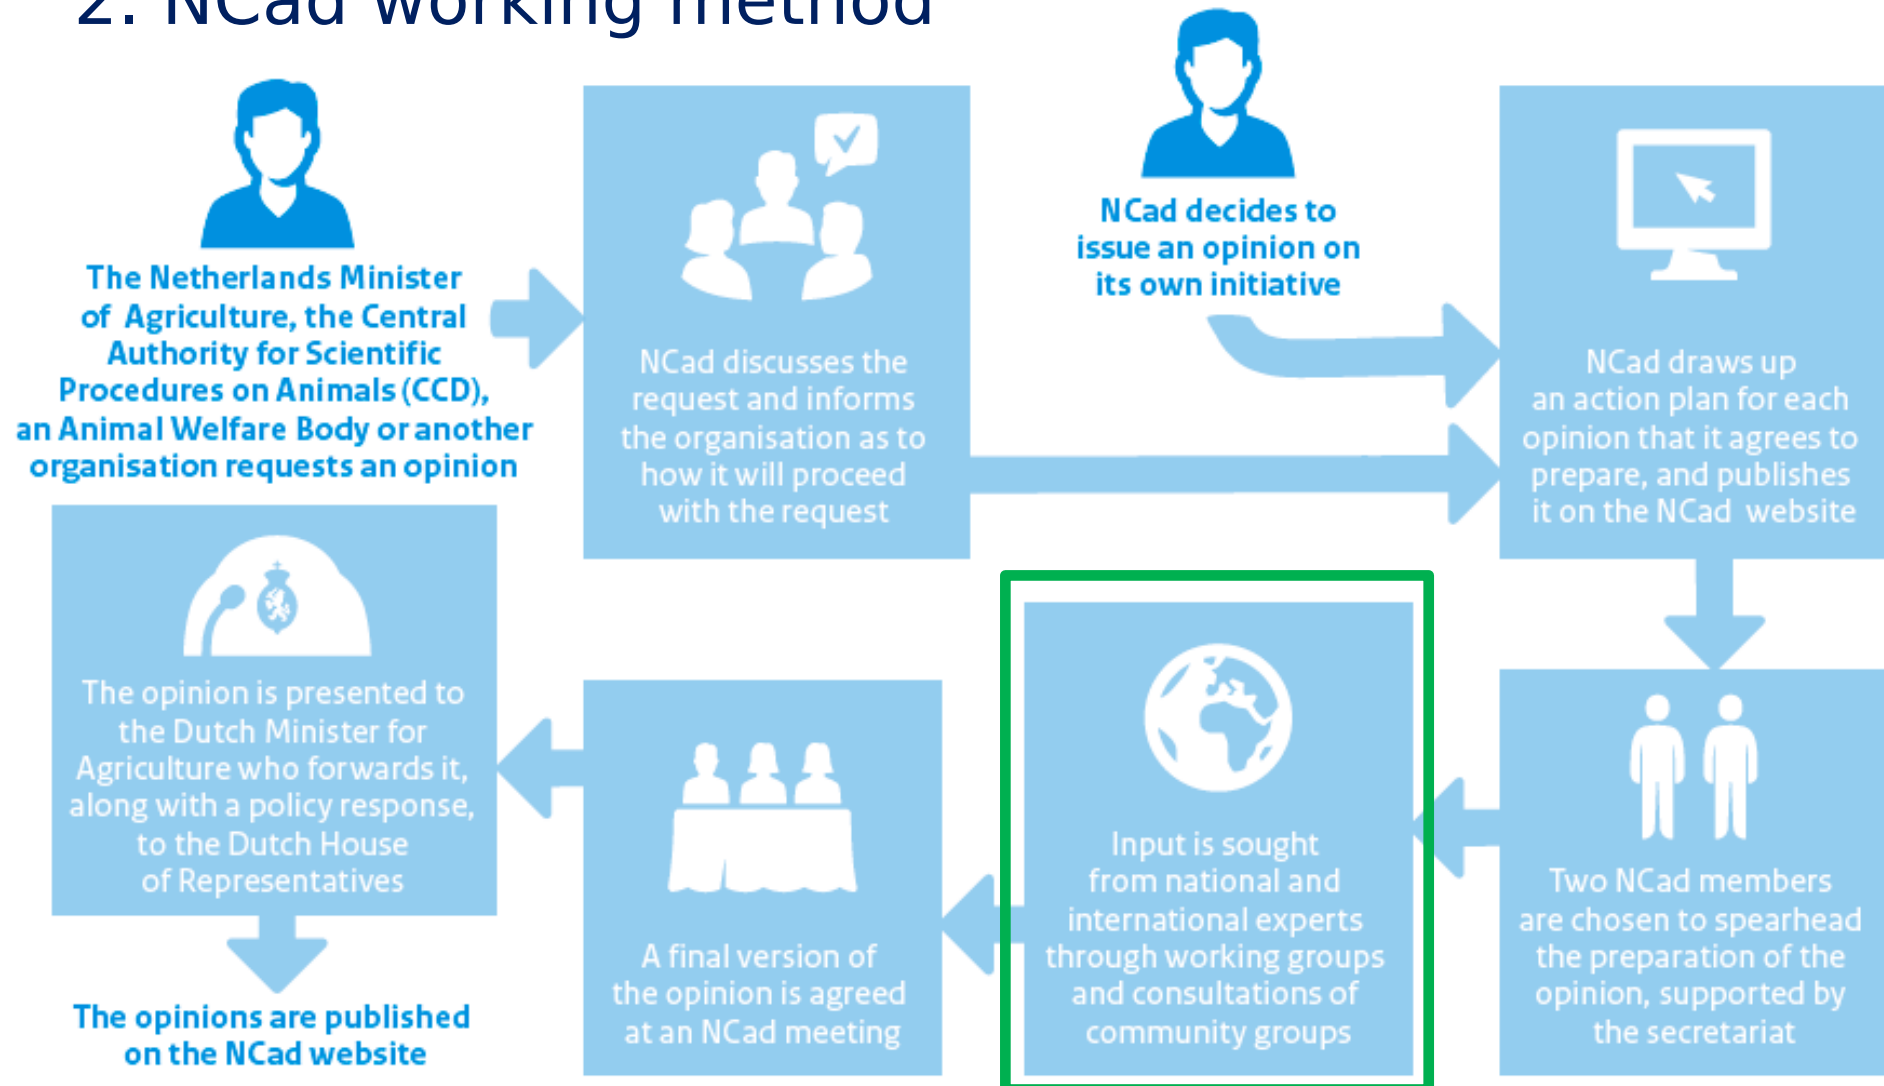 2. NCad working method
The Netherlands Minister
of Agriculture, the Central
Authority for Scientific
Procedures on Animals (CCD),
an Animal Welfare Body or another
organisation requests an opinion
NCad discusses the
request and informs
the organisation as to
how it will proceed
with the request
NCad decides to
issue an opinion on
its own initiative
NCad draws up
an action plan for each
opinion that it agrees to
prepare, and publishes
it on the NCad website
Two NCad members
are chosen to spearhead
the preparation of the
opinion, supported by
the secretariat
Input is sought
from national and
international experts
through working groups
and consultations of
community groups
A final version of
the opinion is agreed
at an NCad meeting
The opinion is presented to
the Dutch Minister for
Agriculture who forwards it,
along with a policy response,
to the Dutch House
of Representatives
The opinions are published
on the NCad website